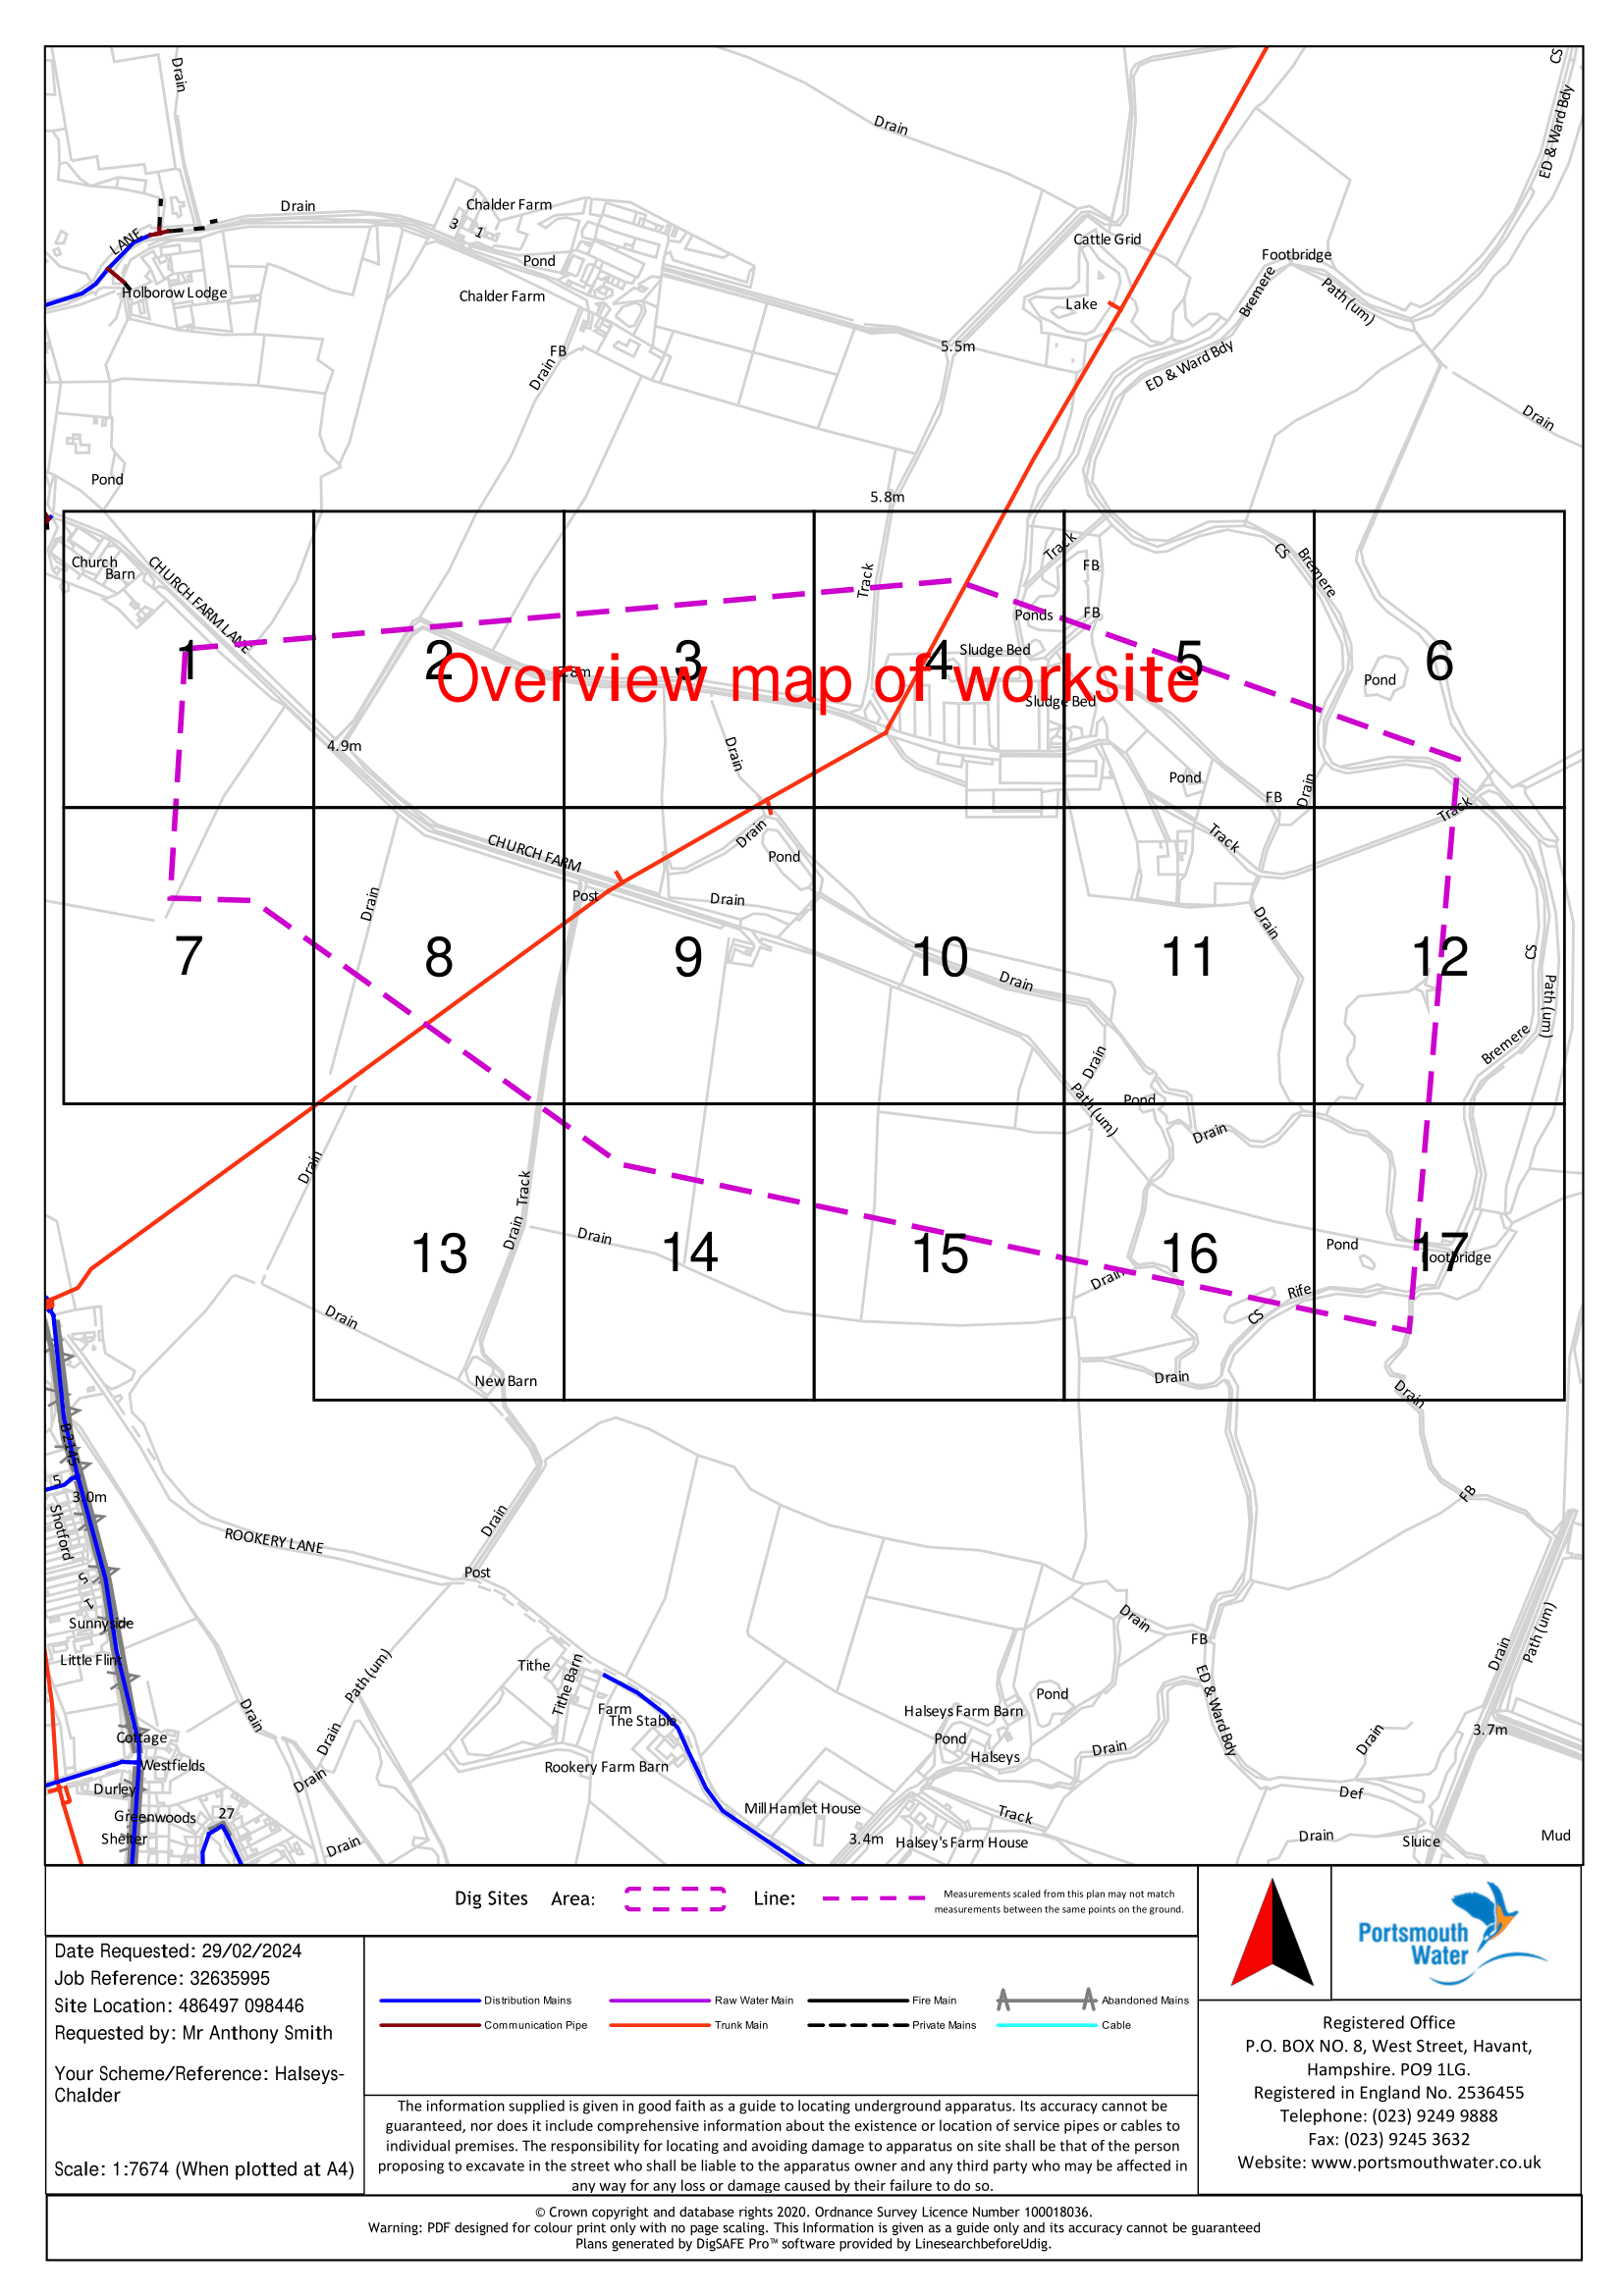 Drain
CS
ED & Ward Bdy
Drain
Drain
Chalder Farm
3
1
LANE
Cattle Grid
Footbridge
Pond
Bremere
Path (um)
Holborow Lodge
Chalder Farm
Lake
5.5m
FB
ED & Ward Bdy
Drain
Drain
Pond
5.8m
Church
Barn
CHURCH FARM LANE
Track
Track
FB
CS
Bremere
Ponds
FB
1
2
3
4
5
6
Sludge Bed
Pond
Overview map of worksite
Sludge Bed
4.9m
Drain
Pond
FB
Drain
Track
CHURCH FARM
Drain
Pond
Track
Post
Drain
Drain
Drain
7
8
9
10
11
12
CS
Drain
Path (um)
Bremere
Drain
Path (um)
Pond
Drain
Drain
Track
Drain
Drain
13
14
15
16
17
Pond
Footbridge
Drain
Rife
CS
Drain
New Barn
Drain
Drain
B2145
5
3.0m
FB
Shotford
Drain
ROOKERY LANE
Post
5
1
Sunnyside
Drain
FB
Path (um)
Drain
Little Flint
Tithe
Tithe Barn
Path (um)
ED & Ward Bdy
Drain
Farm
The Stable
Halseys Farm Barn
Pond
Pond
Cottage
Drain
Halseys
Drain
Drain
3.7m
Westfields
Rookery Farm Barn
Durley
Drain
Def
Greenwoods
27
Mill Hamlet House
Track
Shelter
Drain
3.4m
Halsey's Farm House
Drain
Sluice
Mud
Dig Sites Area: Line:
Measurements scaled from this plan may not match
measurements between the same points on the ground.
Portsmouth
Water
Date Requested: 29/02/2024
Job Reference: 32635995
Site Location: 486497 098446
Requested by: Mr Anthony Smith
Your Scheme/Reference: Halseys-
Chalder
Scale: 1:7674 (When plotted at A4)
Distribution Mains Raw Water Main Fire Main Abandoned Mains
Communication Pipe Trunk Main Private Mains Cable
The information supplied is given in good faith as a guide to locating underground apparatus. Its accuracy cannot be
guaranteed, nor does it include comprehensive information about the existence or location of service pipes or cables to
individual premises. The responsibility for locating and avoiding damage to apparatus on site shall be that of the person
proposing to excavate in the street who shall be liable to the apparatus owner and any third party who may be affected in
any way for any loss or damage caused by their failure to do so.
Registered Office
P.O. BOX NO. 8, West Street, Havant,
Hampshire. PO9 1LG.
Registered in England No. 2536455
Telephone: (023) 9249 9888
Fax: (023) 9245 3632
Website: www.portsmouthwater.co.uk
© Crown copyright and database rights 2020. Ordnance Survey Licence Number 100018036.
Warning: PDF designed for colour print only with no page scaling. This Information is given as a guide only and its accuracy cannot be guaranteed
Plans generated by DigSAFE Pro™ software provided by LinesearchbeforeUdig.